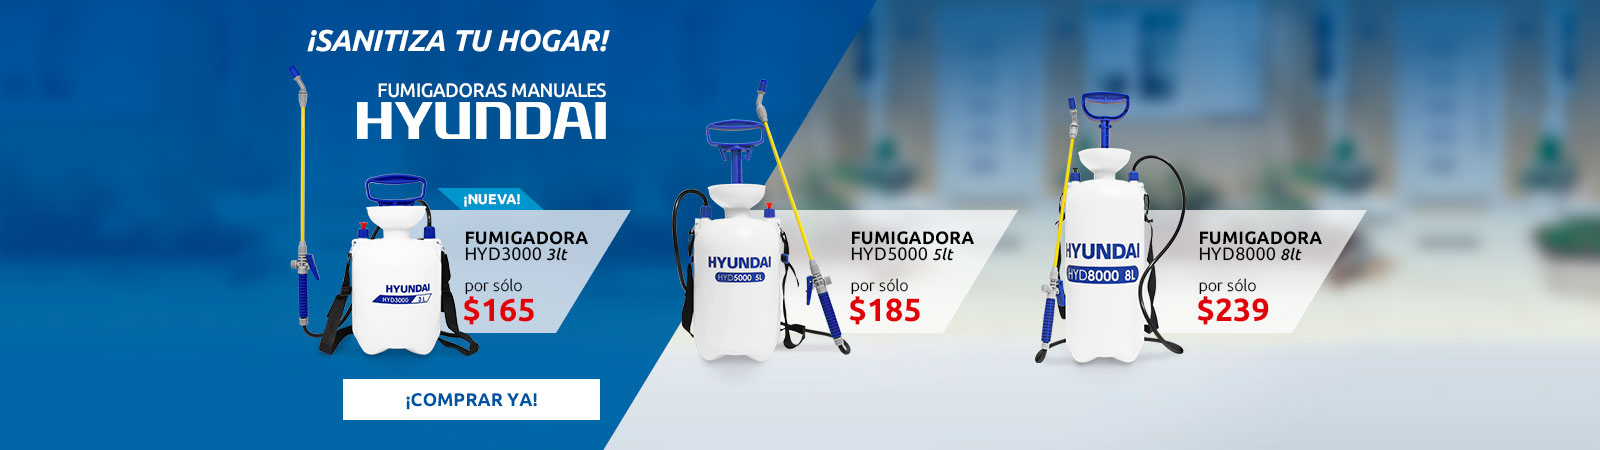 ¡SANITIZA TU HOGAR!
FUMIGADORAS MANUALES
HYUNDAI
¡NUEVA!
HYUNDAI
HYD3000 3L
FUMIGADORA
HYD3000 3lt
por sólo
$165
HYUNDAI
HYD5000 5L
FUMIGADORA
HYD5000 5lt
por sólo
$185
HYUNDAI
HYD8000 8L
FUMIGADORA
HYD8000 8lt
por sólo
$239
¡COMPRAR YA!